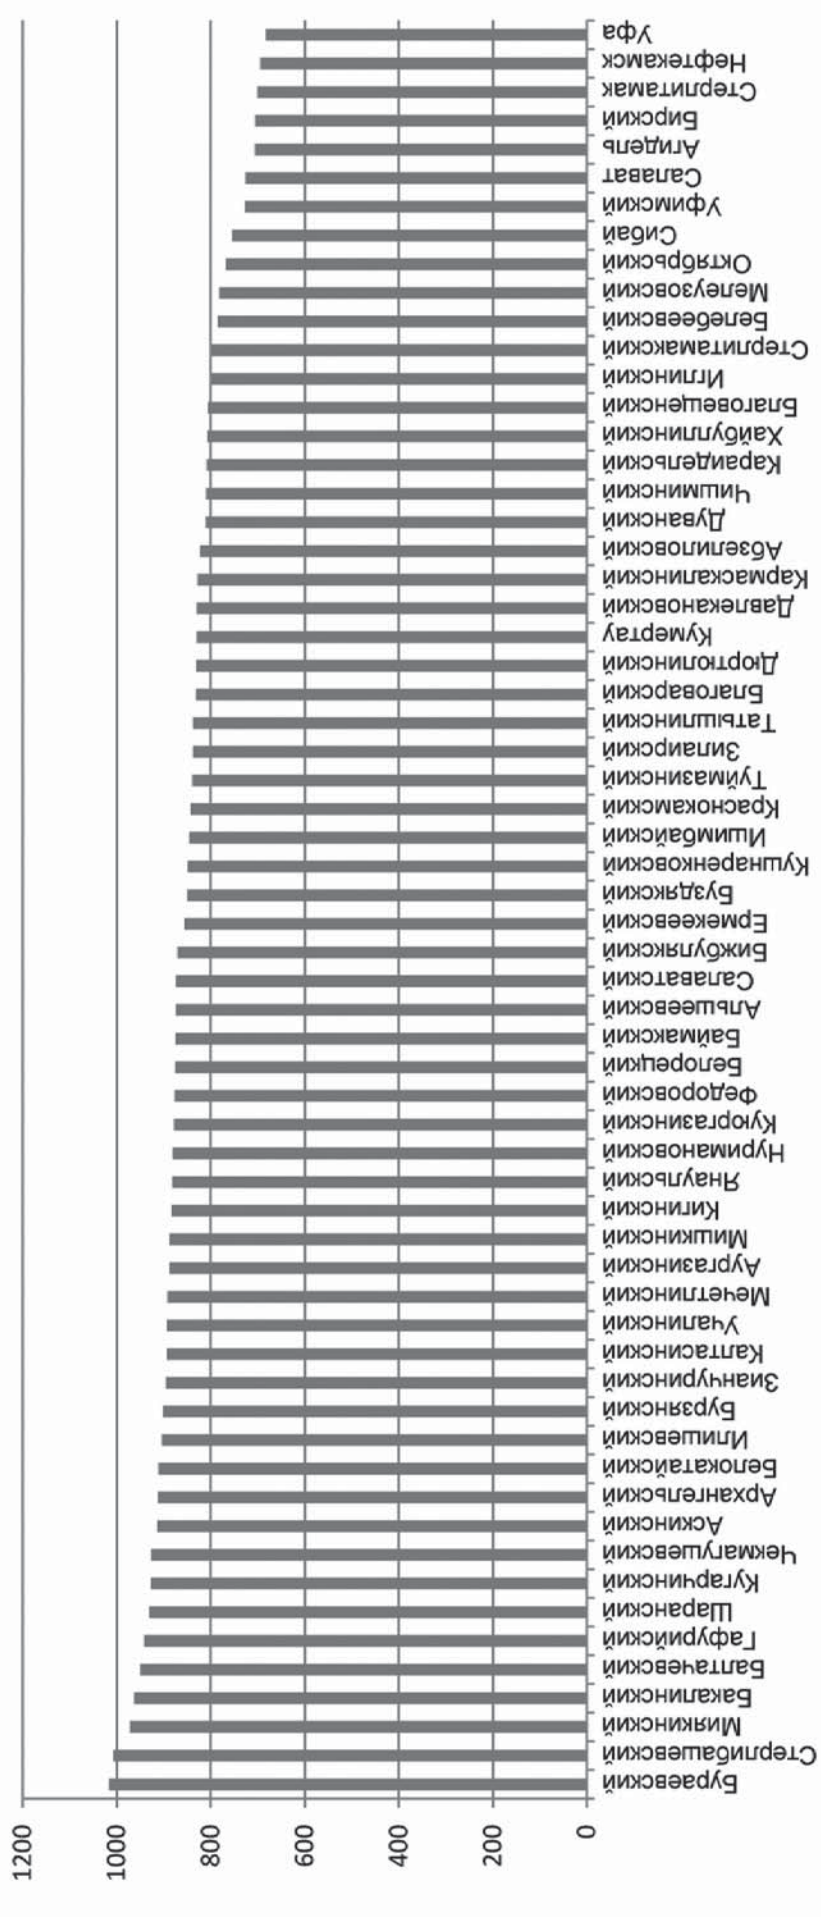 1200
1000
800
600
400
200
0
Бураевский
Стерлибашевский
Миякинский
Бакалинский
Балтачевский
Гафурийский
Шаранский
Кугарчинский
Чекмагушевский
Аскинский
Архангельский
Белокатайский
Илишевский
Бурзянский
Зианчуринский
Калтасинский
Учалинский
Мечетлинский
Аургазинский
Мишкинский
Кигинский
Янаульский
Нуримановский
Куюргазинский
Федоровский
Белорецкий
Баймакский
Альшеевский
Салаватский
Бижбулякский
Ермекеевский
Буздякский
Кушнаренковский
Ишимбайский
Краснокамский
Туймазинский
Зилаирский
Татышлинский
Благоварский
Дюртюлинский
Кумертау
Давлекановский
Кармаскалинский
Абзелиловский
Дуванский
Чишминский
Караидельский
Хайбуллинский
Благовещенский
Иглинский
Стерлитамакский
Белебеевский
Мелеузовский
Октябрьский
Сибай
Уфимский
Салават
Агидель
Бирский
Стерлитамак
Нефтекамск
Уфа